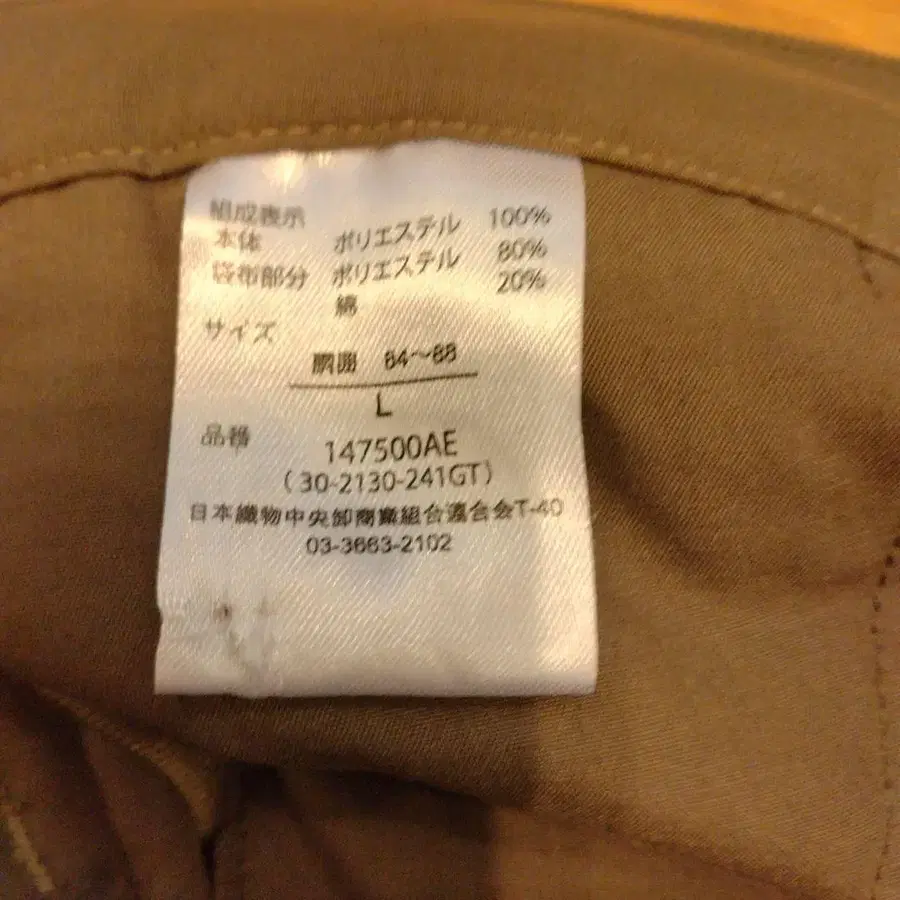 組成表示
本体 ポリエステル 100%
袋布部分 ポリエステル 80%
綿 20%
サイズ
胴囲 84～88
L
品番
147500AE
(30-2130-241GT)
日本織物中央卸商業組合連合会T-40
03-3663-2102